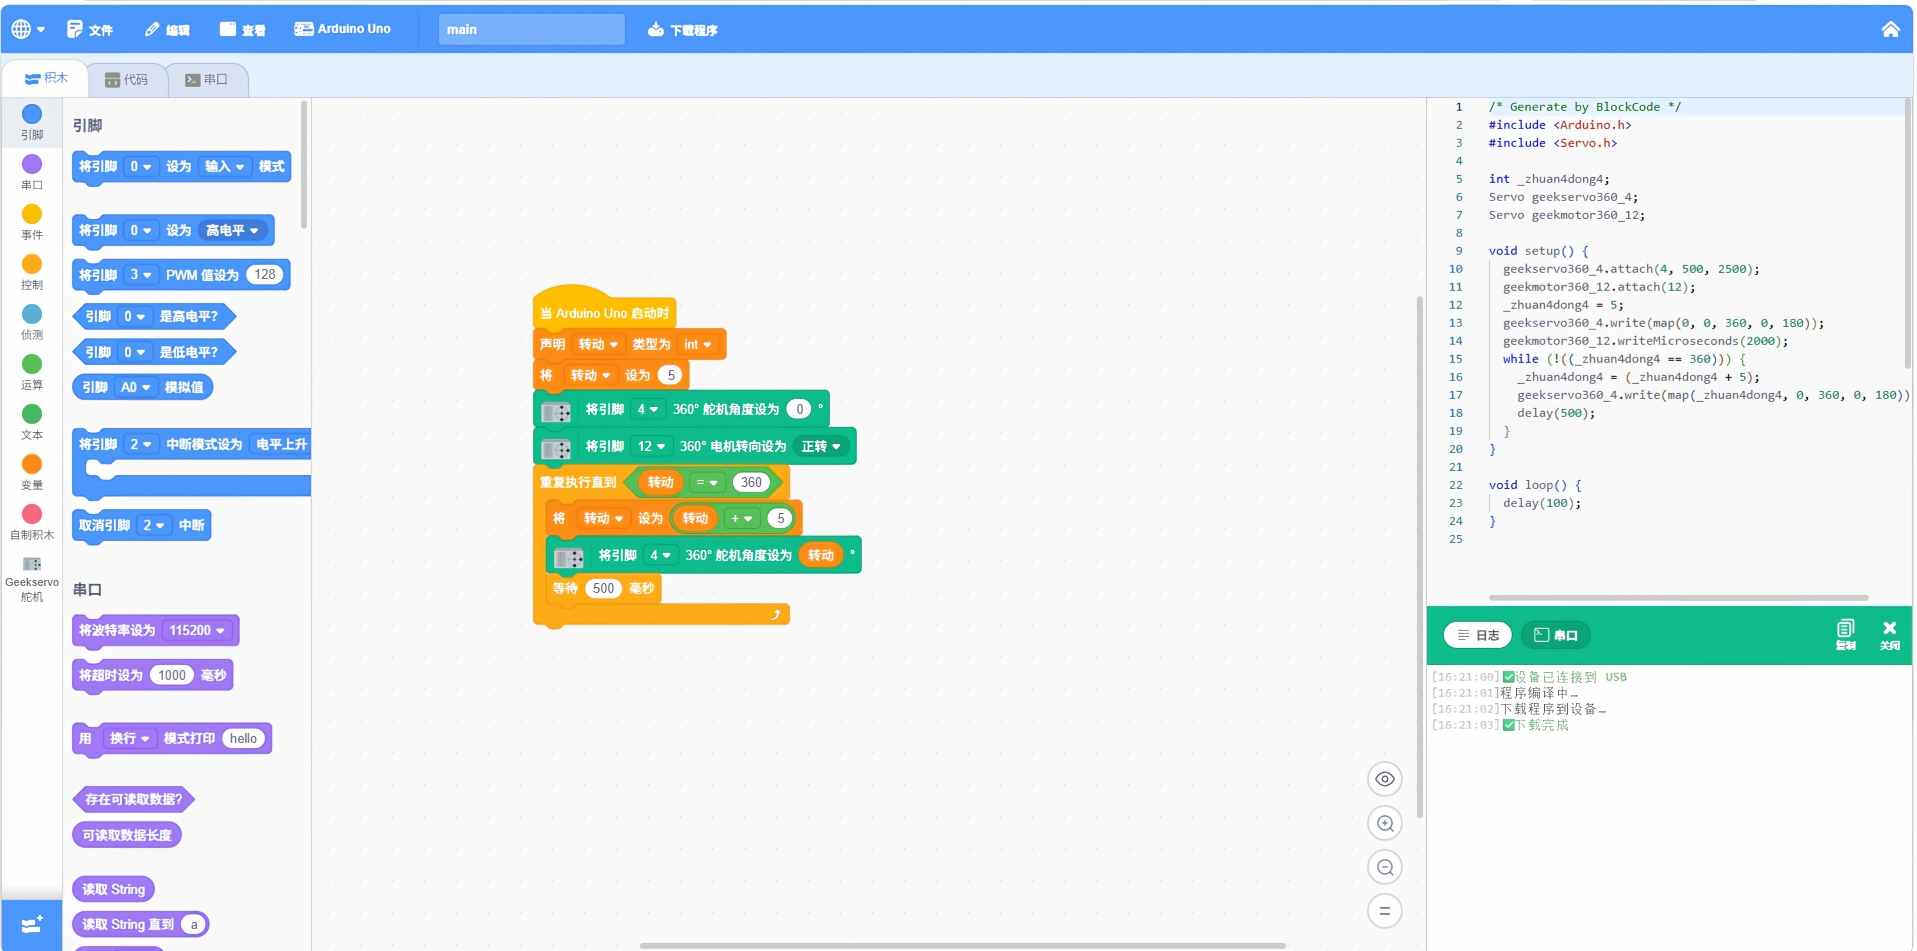 文件 编辑 查看 Arduino Uno main 下载程序
积木 代码 串口
引脚
串口
事件
控制
侦测
运算
文本
变量
自制积木
Geekservo
舵机
引脚
将引脚 0 设为 输入 模式
将引脚 0 设为 高电平
将引脚 3 PWM 值设为 128
引脚 0 是高电平?
引脚 0 是低电平?
引脚 A0 模拟值
将引脚 2 中断模式设为 电平上升
取消引脚 2 中断
串口
将波特率设为 115200
将超时设为 1000 毫秒
用 换行 模式打印 hello
存在可读取数据?
可读取数据长度
读取 String
读取 String 直到 a
当 Arduino Uno 启动时
声明 转动 类型为 int
将 转动 设为 5
将引脚 4 360° 舵机角度设为 0 °
将引脚 12 360° 电机转向设为 正转
重复执行直到 转动 = 360
将 转动 设为 转动 + 5
将引脚 4 360° 舵机角度设为 转动 °
等待 500 毫秒
1 /* Generate by BlockCode */
2 #include <Arduino.h>
3 #include <Servo.h>
4
5 int _zhuan4dong4;
6 Servo geekservo360_4;
7 Servo geekmotor360_12;
8
9 void setup() {
10 geekservo360_4.attach(4, 500, 2500);
11 geekmotor360_12.attach(12);
12 _zhuan4dong4 = 5;
13 geekservo360_4.write(map(0, 0, 360, 0, 180));
14 geekmotor360_12.writeMicroseconds(2000);
15 while (!((_zhuan4dong4 == 360))) {
16 _zhuan4dong4 = (_zhuan4dong4 + 5);
17 geekservo360_4.write(map(_zhuan4dong4, 0, 360, 0, 180))
18 delay(500);
19 }
20 }
21
22 void loop() {
23 delay(100);
24 }
25
日志 串口 复制 关闭
[16:21:00]✅设备已连接到 USB
[16:21:01]程序编译中…
[16:21:02]下载程序到设备…
[16:21:03]✅下载完成